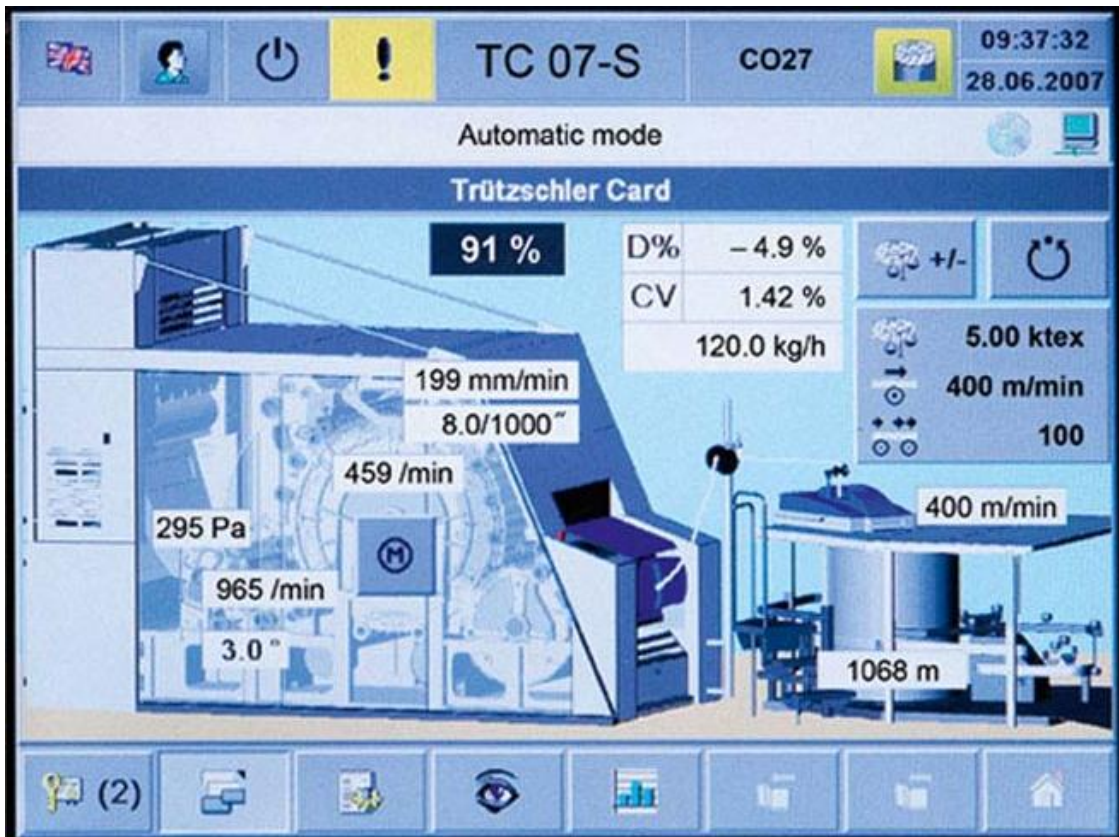 TC 07-S
CO27
09:37:32
28.06.2007
Automatic mode
Trützschler Card
91 %
D% – 4.9 %
CV 1.42 %
120.0 kg/h
+/-
5.00 ktex
400 m/min
100
199 mm/min
8.0/1000″
459 /min
295 Pa
M
965 /min
3.0 "
400 m/min
1068 m
(2)